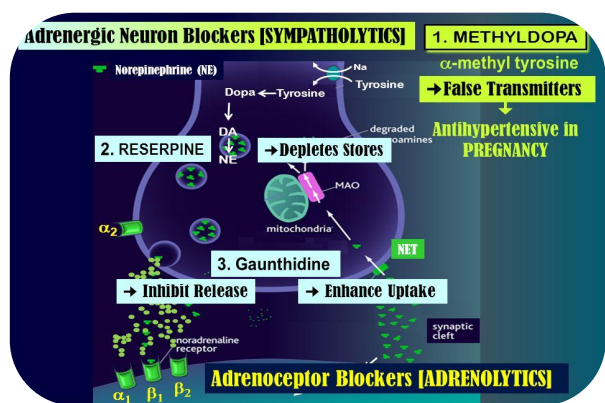 Adrenergic Neuron Blockers [SYMPATHOLYTICS]
1. METHYLDOPA
α-methyl tyrosine
→ False Transmitters
Antihypertensive in
PREGNANCY
Norepinephrine (NE)
Na
Tyrosine
Dopa
Tyrosine
DA
NE
degraded
2. RESERPINE
→ Depletes Stores
MAO
mitochondria
α2
NET
3. Gaunthidine
→ Inhibit Release
→ Enhance Uptake
synaptic
cleft
noradrenaline
receptor
α1
β1
β2
Adrenoceptor Blockers [ADRENOLYTICS]